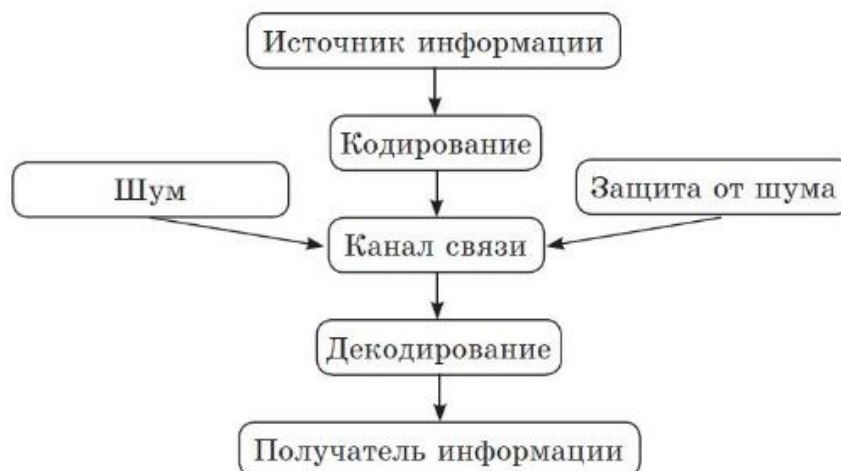 Источник информации
Кодирование
Шум
Защита от шума
Канал связи
Декодирование
Получатель информации